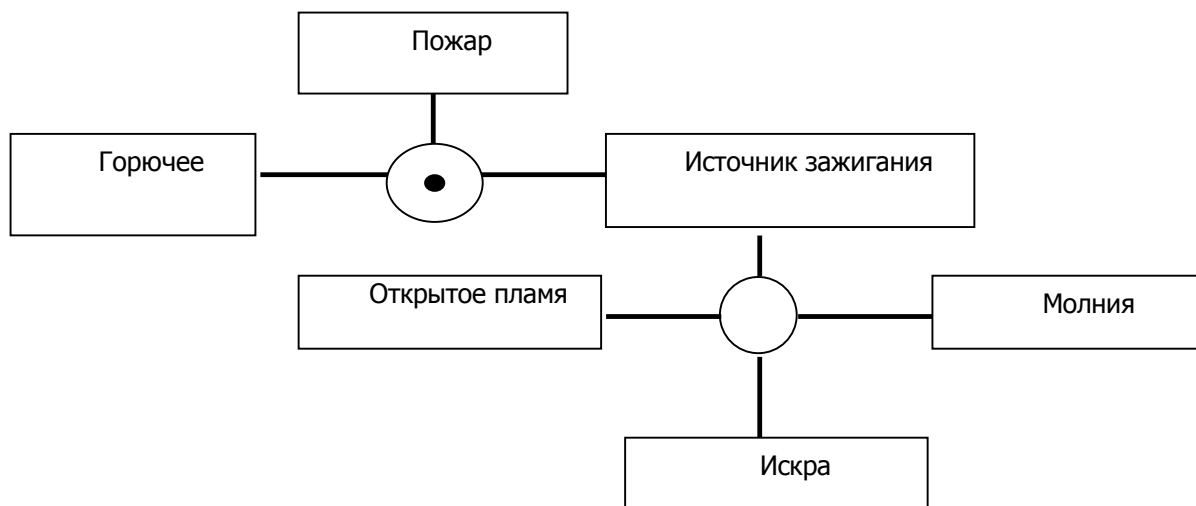 Пожар
Горючее
Источник зажигания
Открытое пламя
Молния
Искра